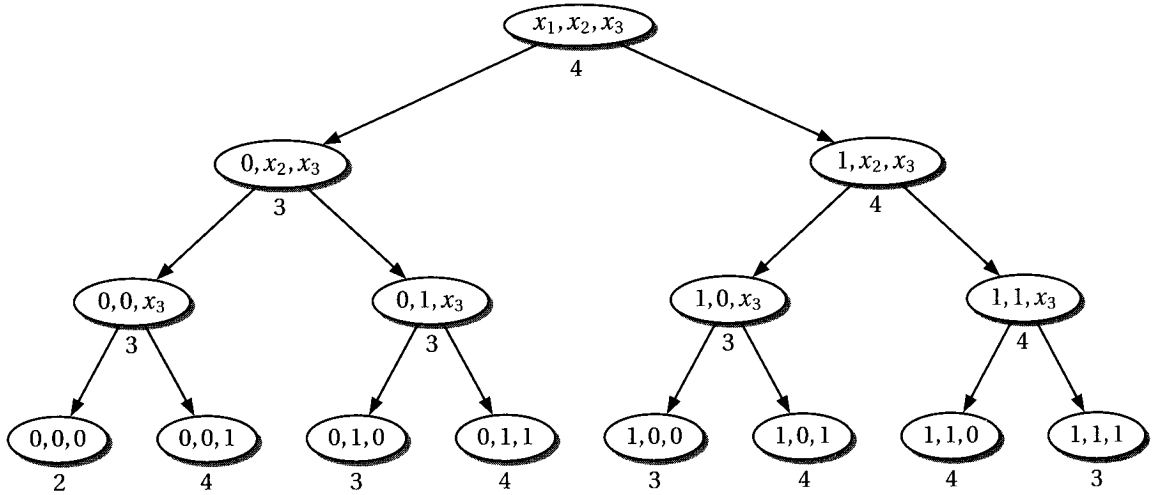 x₁, x₂, x₃
4
0, x₂, x₃
1, x₂, x₃
3
4
0, 0, x₃
0, 1, x₃
1, 0, x₃
1, 1, x₃
3
3
3
4
0, 0, 0
0, 0, 1
0, 1, 0
0, 1, 1
1, 0, 0
1, 0, 1
1, 1, 0
1, 1, 1
2
4
3
4
3
4
4
3